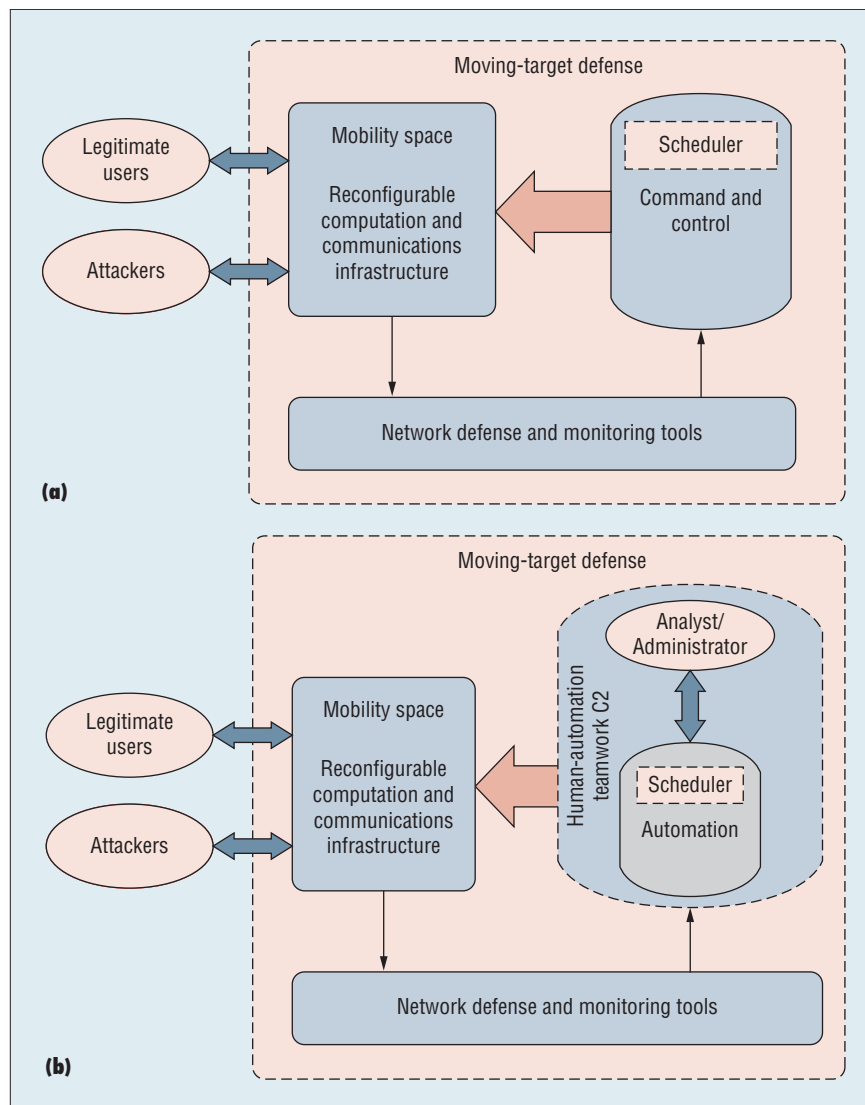 Moving-target defense
Legitimate
users
Attackers
Mobility space
Reconfigurable
computation and
communications
infrastructure
Scheduler
Command and
control
Network defense and monitoring tools
(a)
Moving-target defense
Legitimate
users
Attackers
Mobility space
Reconfigurable
computation and
communications
infrastructure
Human-automation
teamwork C2
Analyst/
Administrator
Scheduler
Automation
Network defense and monitoring tools
(b)